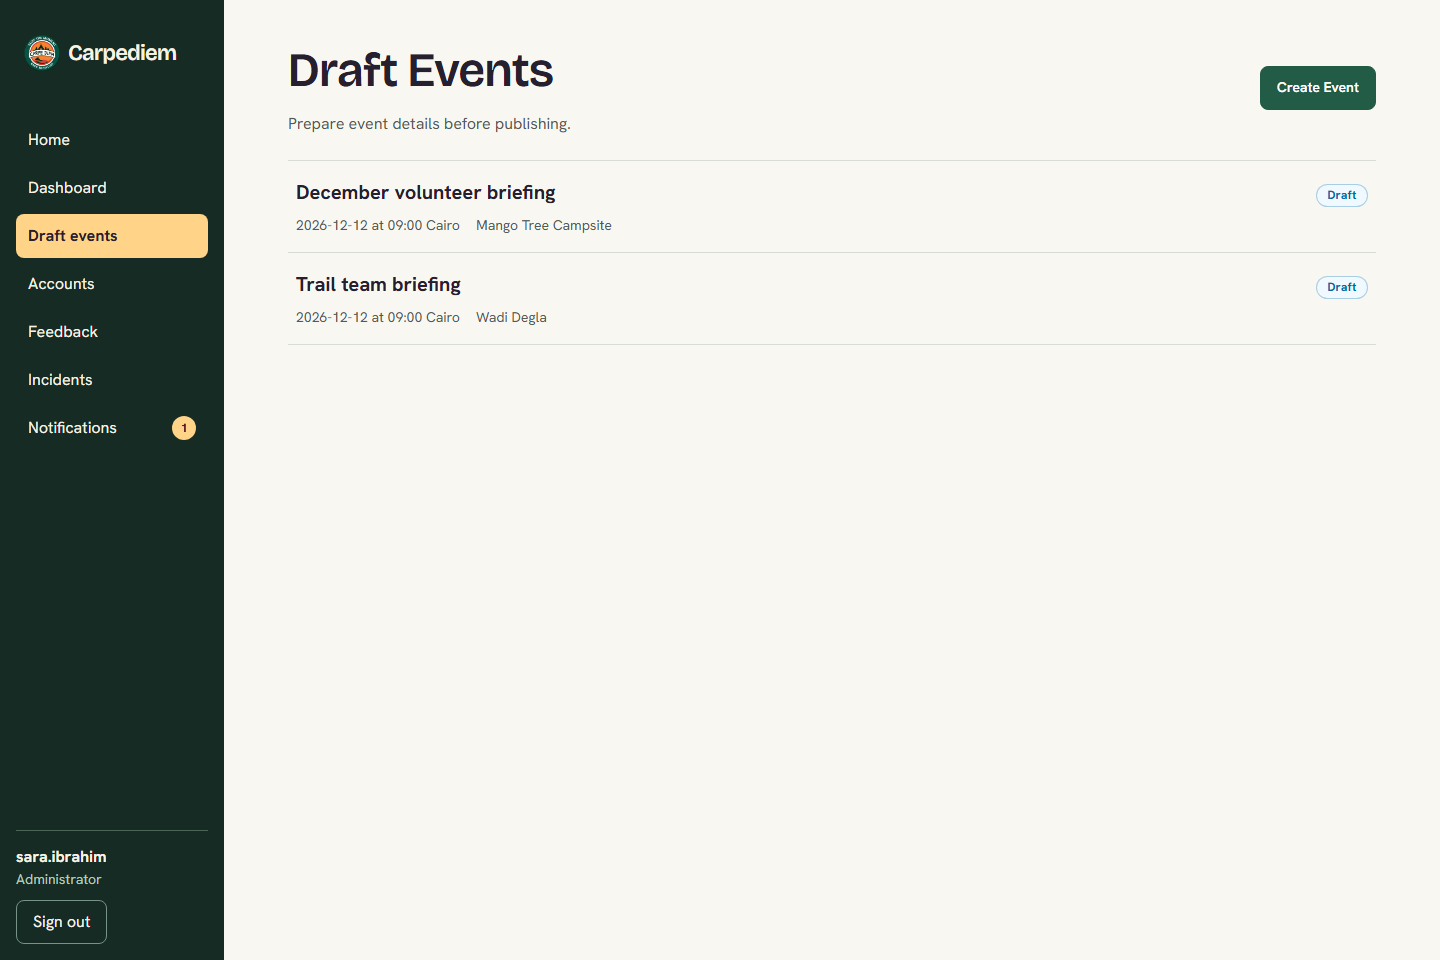 Carpediem
Home
Dashboard
Draft events
Accounts
Feedback
Incidents
Notifications 1
sara.ibrahim
Administrator
Sign out
Draft Events
Prepare event details before publishing.
Create Event
December volunteer briefing
Draft
2026-12-12 at 09:00 Cairo Mango Tree Campsite
Trail team briefing
Draft
2026-12-12 at 09:00 Cairo Wadi Degla